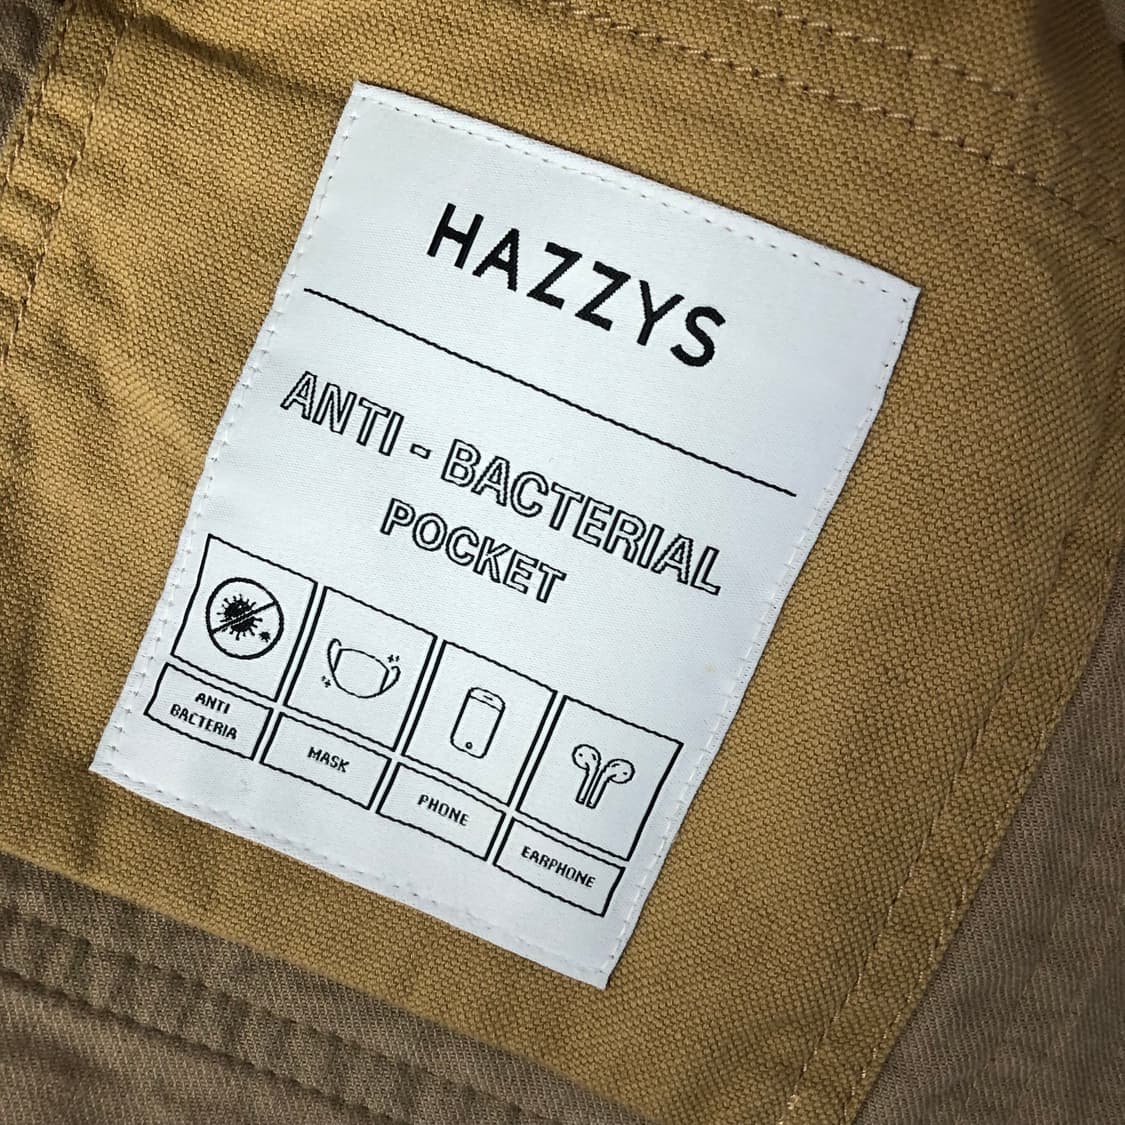 HAZZYS
ANTI - BACTERIAL
POCKET
ANTI
BACTERIA
MASK
PHONE
EARPHONE